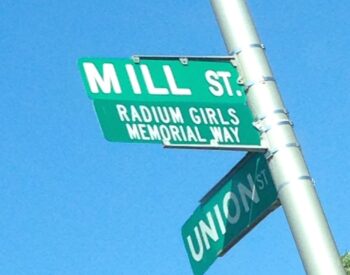 MILL ST.
RADIUM GIRLS
MEMORIAL WAY
UNION ST